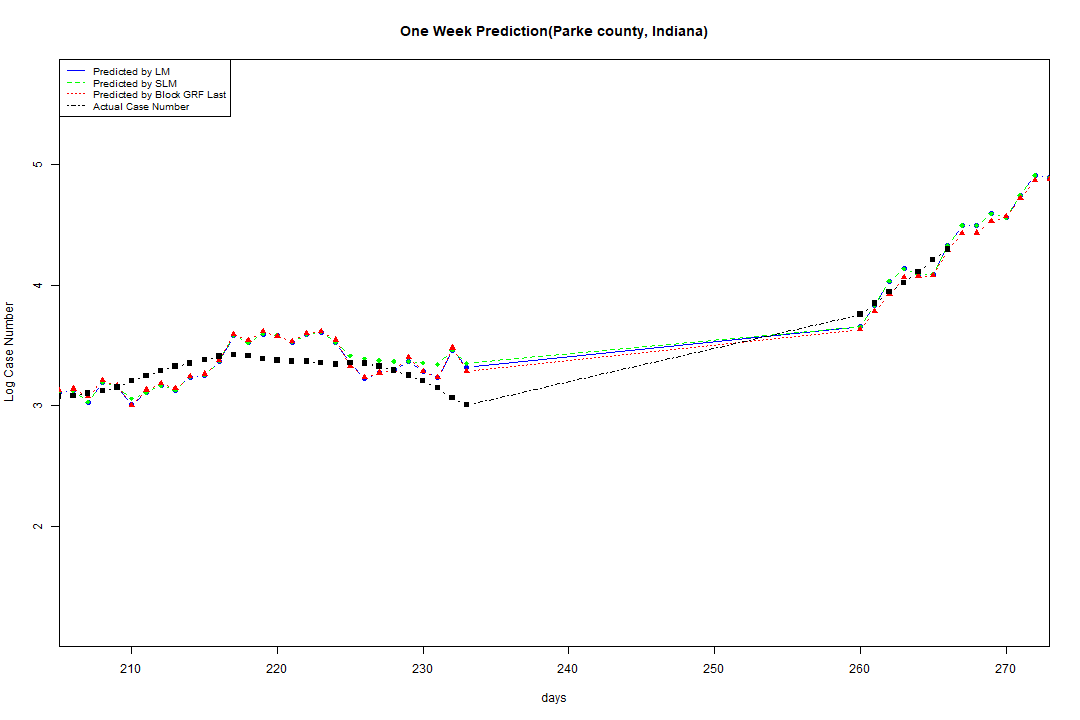 One Week Prediction(Parke county, Indiana)
Predicted by LM
Predicted by SLM
Predicted by Block GRF Last
Actual Case Number
5
4
3
2
Log Case Number
210 220 230 240 250 260 270
days